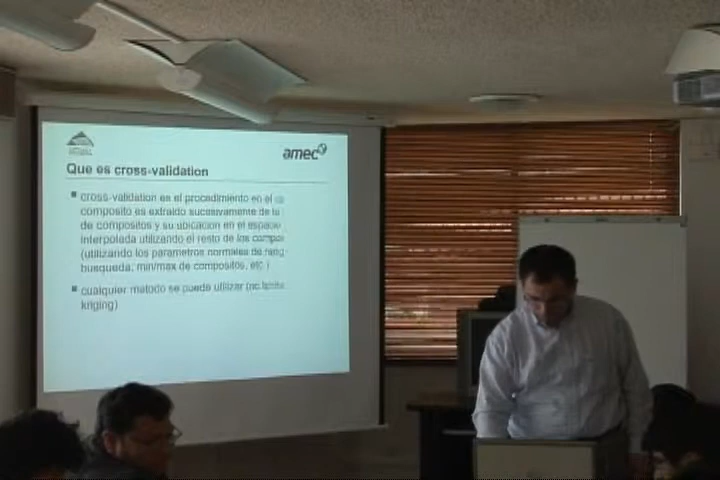 amec
Que es cross-validation
cross-validation es el procedimiento en el
composito es extraido sucesivamente de
de compositos y su ubicacion en el espacio
interpolada utilizando el resto de los
(utilizando los parametros normales de
busqueda, min/max de compositos, etc.)
cualquier metodo se puede utilizar (no
kriging)